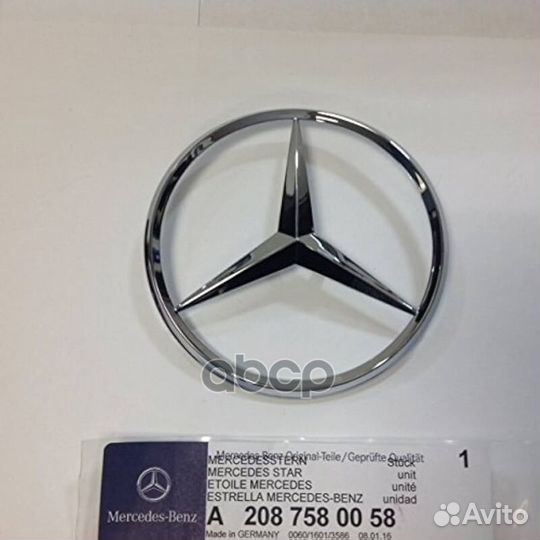 abcp
Mercedes-Benz Original-Teile/Geprüfte Qualität
MERCEDESSTERN Stück 1
MERCEDES STAR unit
ETOILE MERCEDES unité
ESTRELLA MERCEDES-BENZ unidad
Mercedes-Benz
A 208 758 00 58
Made in GERMANY 0060/1601/3586 08.01.16
Avito